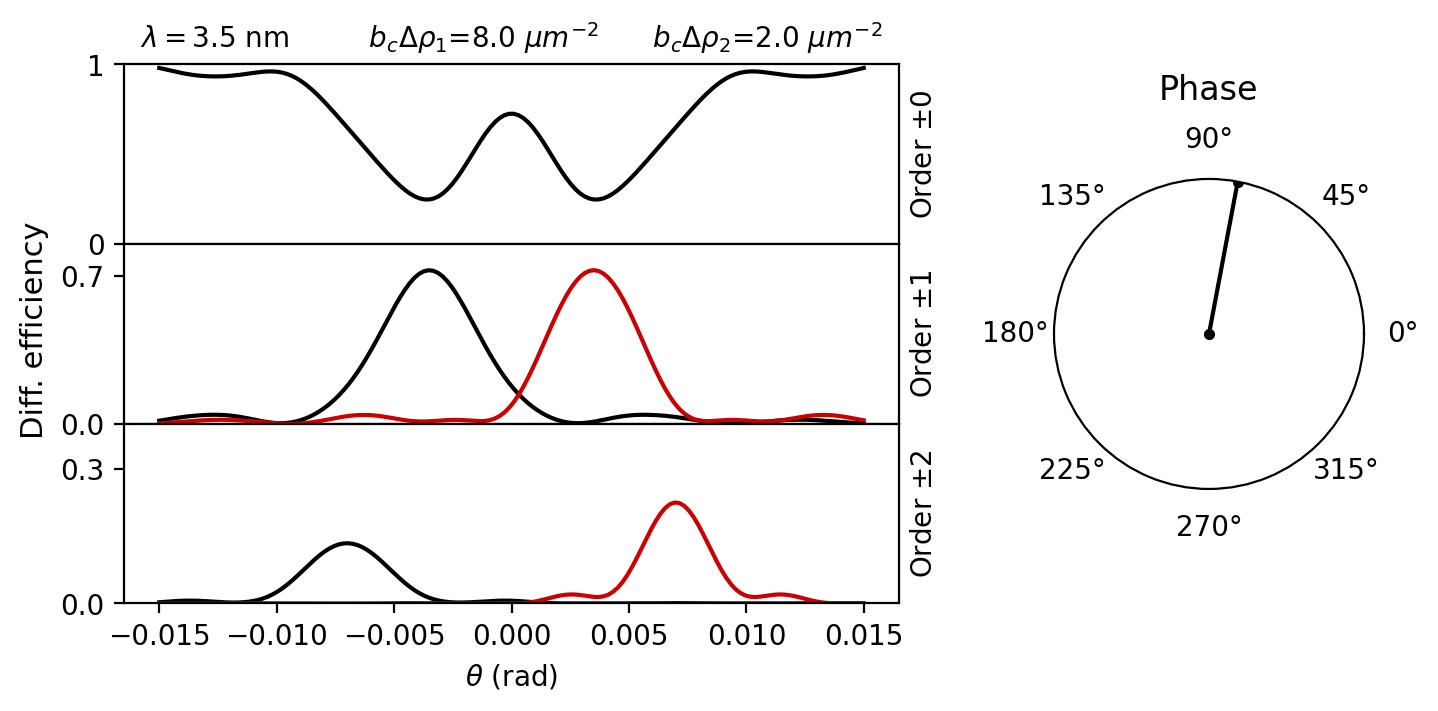 λ = 3.5 nm b_cΔρ₁=8.0 μm⁻² b_cΔρ₂=2.0 μm⁻²
1
0
Order ±0
0.7
0.0
Order ±1
0.3
0.0
Order ±2
Diff. efficiency
−0.015 −0.010 −0.005 0.000 0.005 0.010 0.015
θ (rad)
Phase
90°
135° 45°
180° 0°
225° 315°
270°